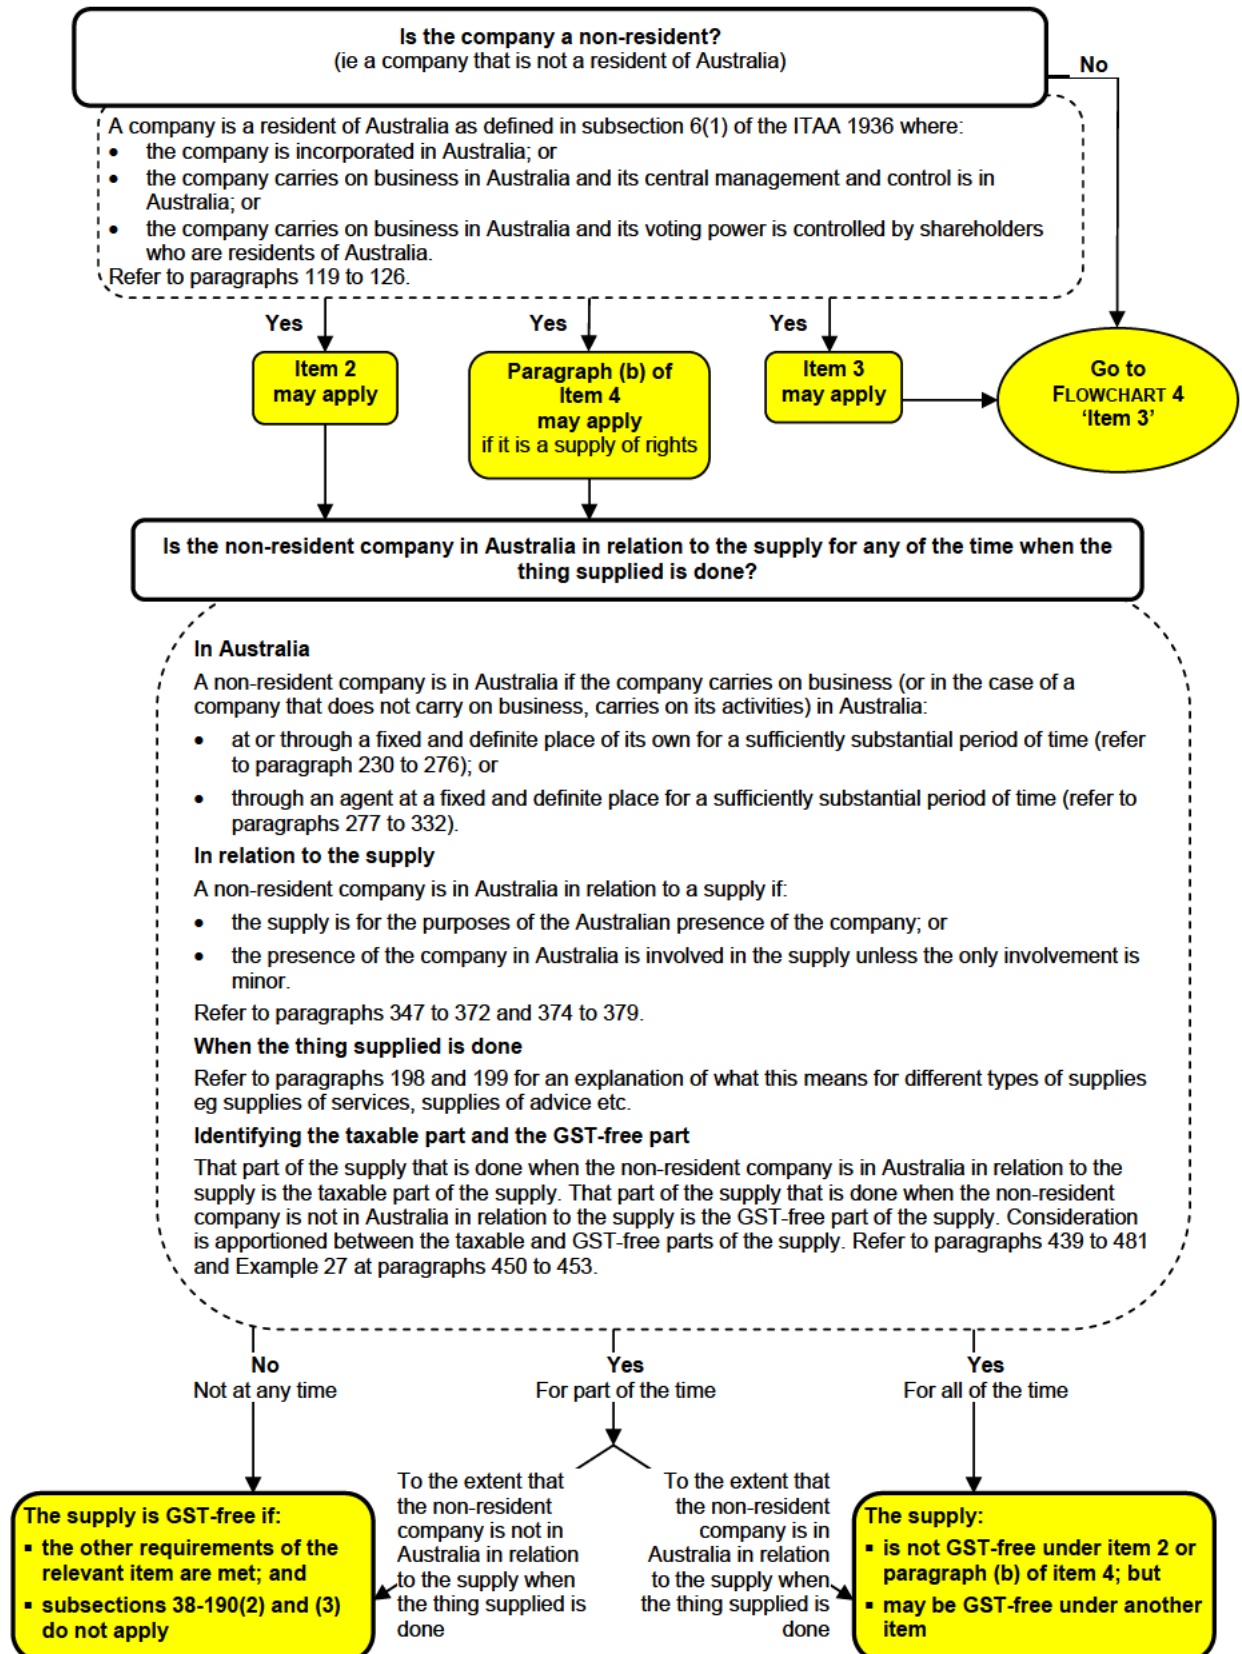 Is the company a non-resident?
(ie a company that is not a resident of Australia)
No
A company is a resident of Australia as defined in subsection 6(1) of the ITAA 1936 where:
• the company is incorporated in Australia; or
• the company carries on business in Australia and its central management and control is in
Australia; or
• the company carries on business in Australia and its voting power is controlled by shareholders
who are residents of Australia.
Refer to paragraphs 119 to 126.
Yes
Yes
Yes
Item 2
may apply
Paragraph (b) of
Item 4
may apply
if it is a supply of rights
Item 3
may apply
Go to
FLOWCHART 4
‘Item 3’
Is the non-resident company in Australia in relation to the supply for any of the time when the
thing supplied is done?
In Australia
A non-resident company is in Australia if the company carries on business (or in the case of a
company that does not carry on business, carries on its activities) in Australia:
• at or through a fixed and definite place of its own for a sufficiently substantial period of time (refer
to paragraph 230 to 276); or
• through an agent at a fixed and definite place for a sufficiently substantial period of time (refer to
paragraphs 277 to 332).
In relation to the supply
A non-resident company is in Australia in relation to a supply if:
• the supply is for the purposes of the Australian presence of the company; or
• the presence of the company in Australia is involved in the supply unless the only involvement is
minor.
Refer to paragraphs 347 to 372 and 374 to 379.
When the thing supplied is done
Refer to paragraphs 198 and 199 for an explanation of what this means for different types of supplies
eg supplies of services, supplies of advice etc.
Identifying the taxable part and the GST-free part
That part of the supply that is done when the non-resident company is in Australia in relation to the
supply is the taxable part of the supply. That part of the supply that is done when the non-resident
company is not in Australia in relation to the supply is the GST-free part of the supply. Consideration
is apportioned between the taxable and GST-free parts of the supply. Refer to paragraphs 439 to 481
and Example 27 at paragraphs 450 to 453.
No
Not at any time
Yes
For part of the time
Yes
For all of the time
The supply is GST-free if:
▪ the other requirements of the
relevant item are met; and
▪ subsections 38-190(2) and (3)
do not apply
To the extent that
the non-resident
company is not in
Australia in relation
to the supply when
the thing supplied is
done
To the extent that
the non-resident
company is in
Australia in relation
to the supply when
the thing supplied is
done
The supply:
▪ is not GST-free under item 2 or
paragraph (b) of item 4; but
▪ may be GST-free under another
item